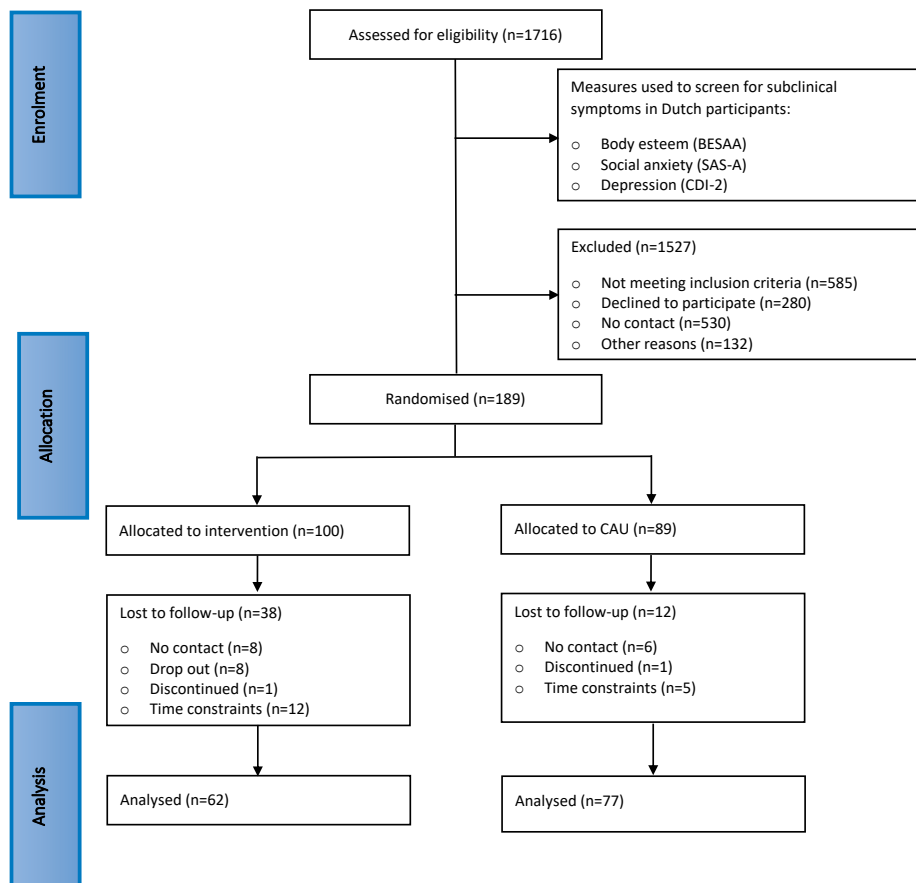 Enrolment
Assessed for eligibility (n=1716)
Measures used to screen for subclinical
symptoms in Dutch participants:
o Body esteem (BESAA)
o Social anxiety (SAS-A)
o Depression (CDI-2)
Excluded (n=1527)
o Not meeting inclusion criteria (n=585)
o Declined to participate (n=280)
o No contact (n=530)
o Other reasons (n=132)
Allocation
Randomised (n=189)
Allocated to intervention (n=100)
Allocated to CAU (n=89)
Lost to follow-up (n=38)
o No contact (n=8)
o Drop out (n=8)
o Discontinued (n=1)
o Time constraints (n=12)
Lost to follow-up (n=12)
o No contact (n=6)
o Discontinued (n=1)
o Time constraints (n=5)
Analysis
Analysed (n=62)
Analysed (n=77)